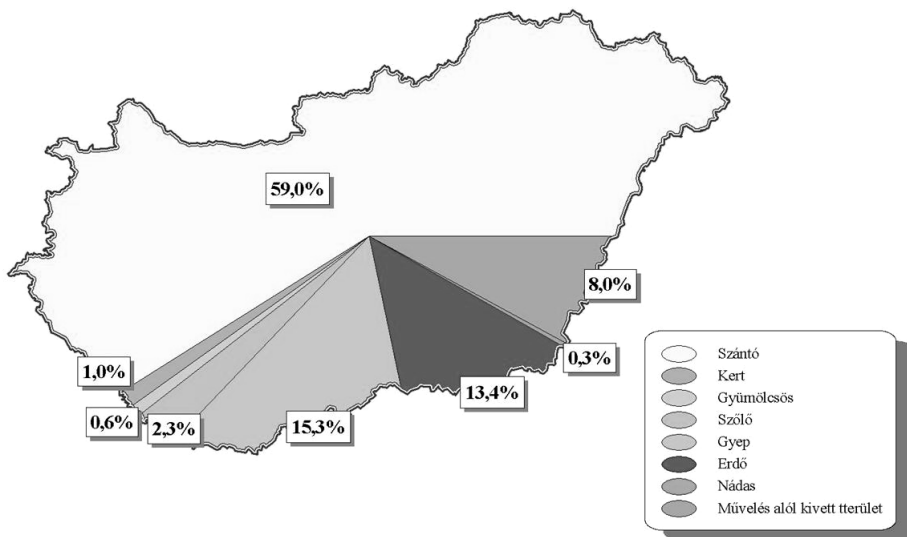 59,0%
8,0%
0,3%
13,4%
15,3%
2,3%
0,6%
1,0%
Szántó
Kert
Gyümölcsös
Szőlő
Gyep
Erdő
Nádas
Művelés alól kivett tterület